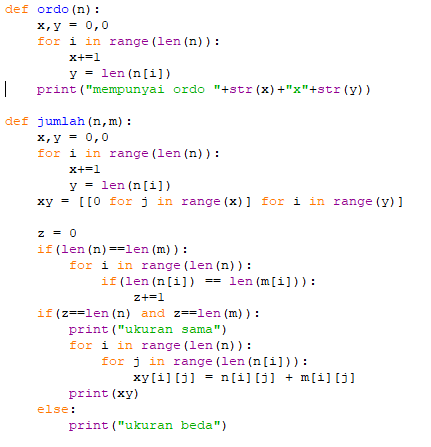 def ordo(n):
    x,y = 0,0
    for i in range(len(n)):
        x+=1
        y = len(n[i])
    print("mempunyai ordo "+str(x)+"x"+str(y))

def jumlah(n,m):
    x,y = 0,0
    for i in range(len(n)):
        x+=1
        y = len(n[i])
    xy = [[0 for j in range(x)] for i in range(y)]

    z = 0
    if(len(n)==len(m)):
        for i in range(len(n)):
            if(len(n[i]) == len(m[i])):
                z+=1
    if(z==len(n) and z==len(m)):
        print("ukuran sama")
        for i in range(len(n)):
            for j in range(len(n[i])):
                xy[i][j] = n[i][j] + m[i][j]
        print(xy)
    else:
        print("ukuran beda")